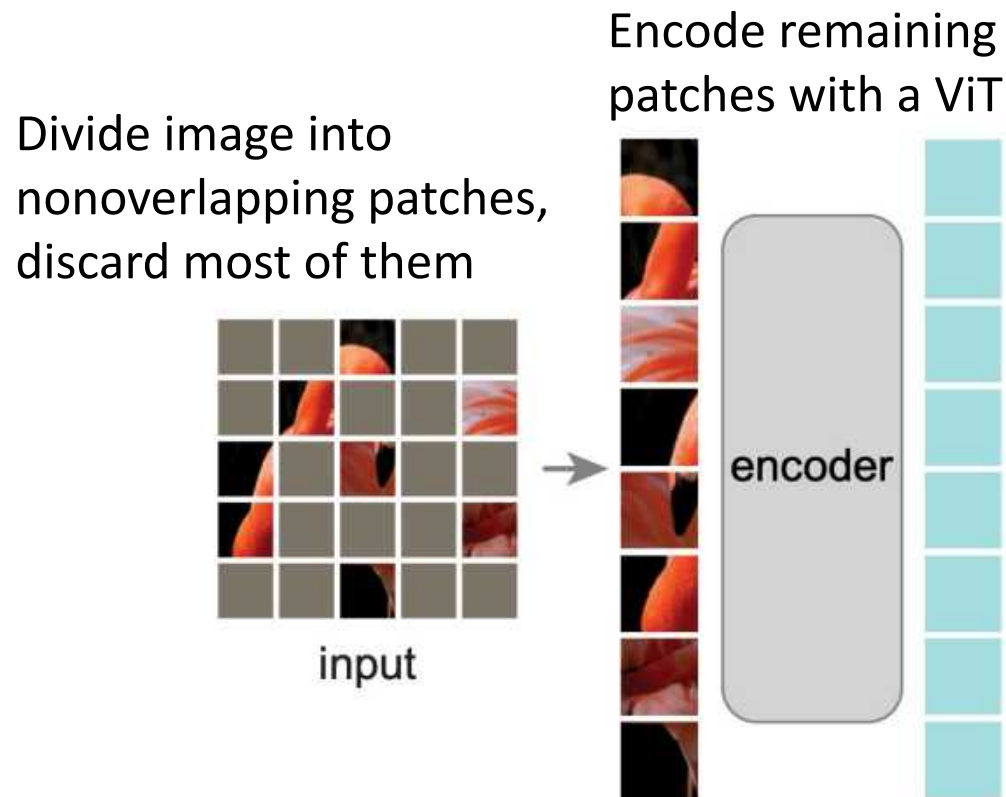 Encode remaining
patches with a ViT
Divide image into
nonoverlapping patches,
discard most of them
encoder
input